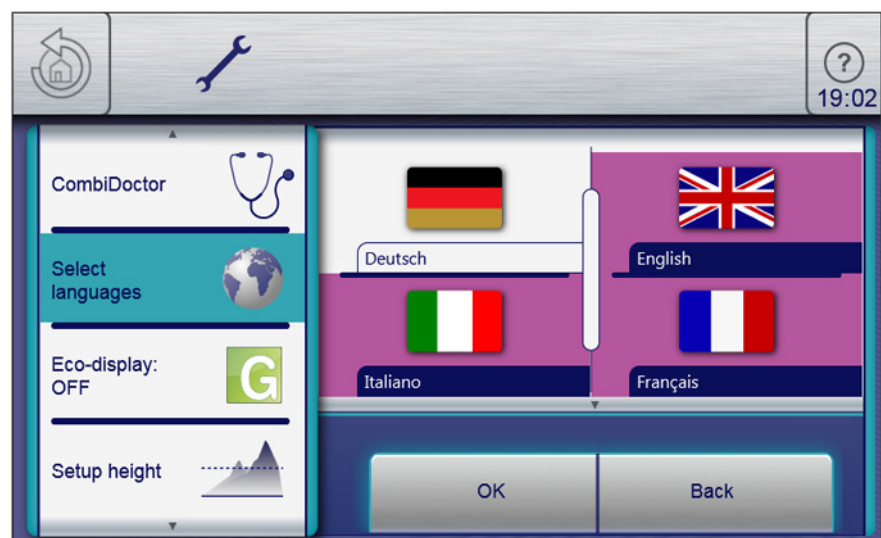 ?
19:02
CombiDoctor
Select
languages
Eco-display:
OFF
G
Setup height
Deutsch
English
Italiano
Français
OK
Back